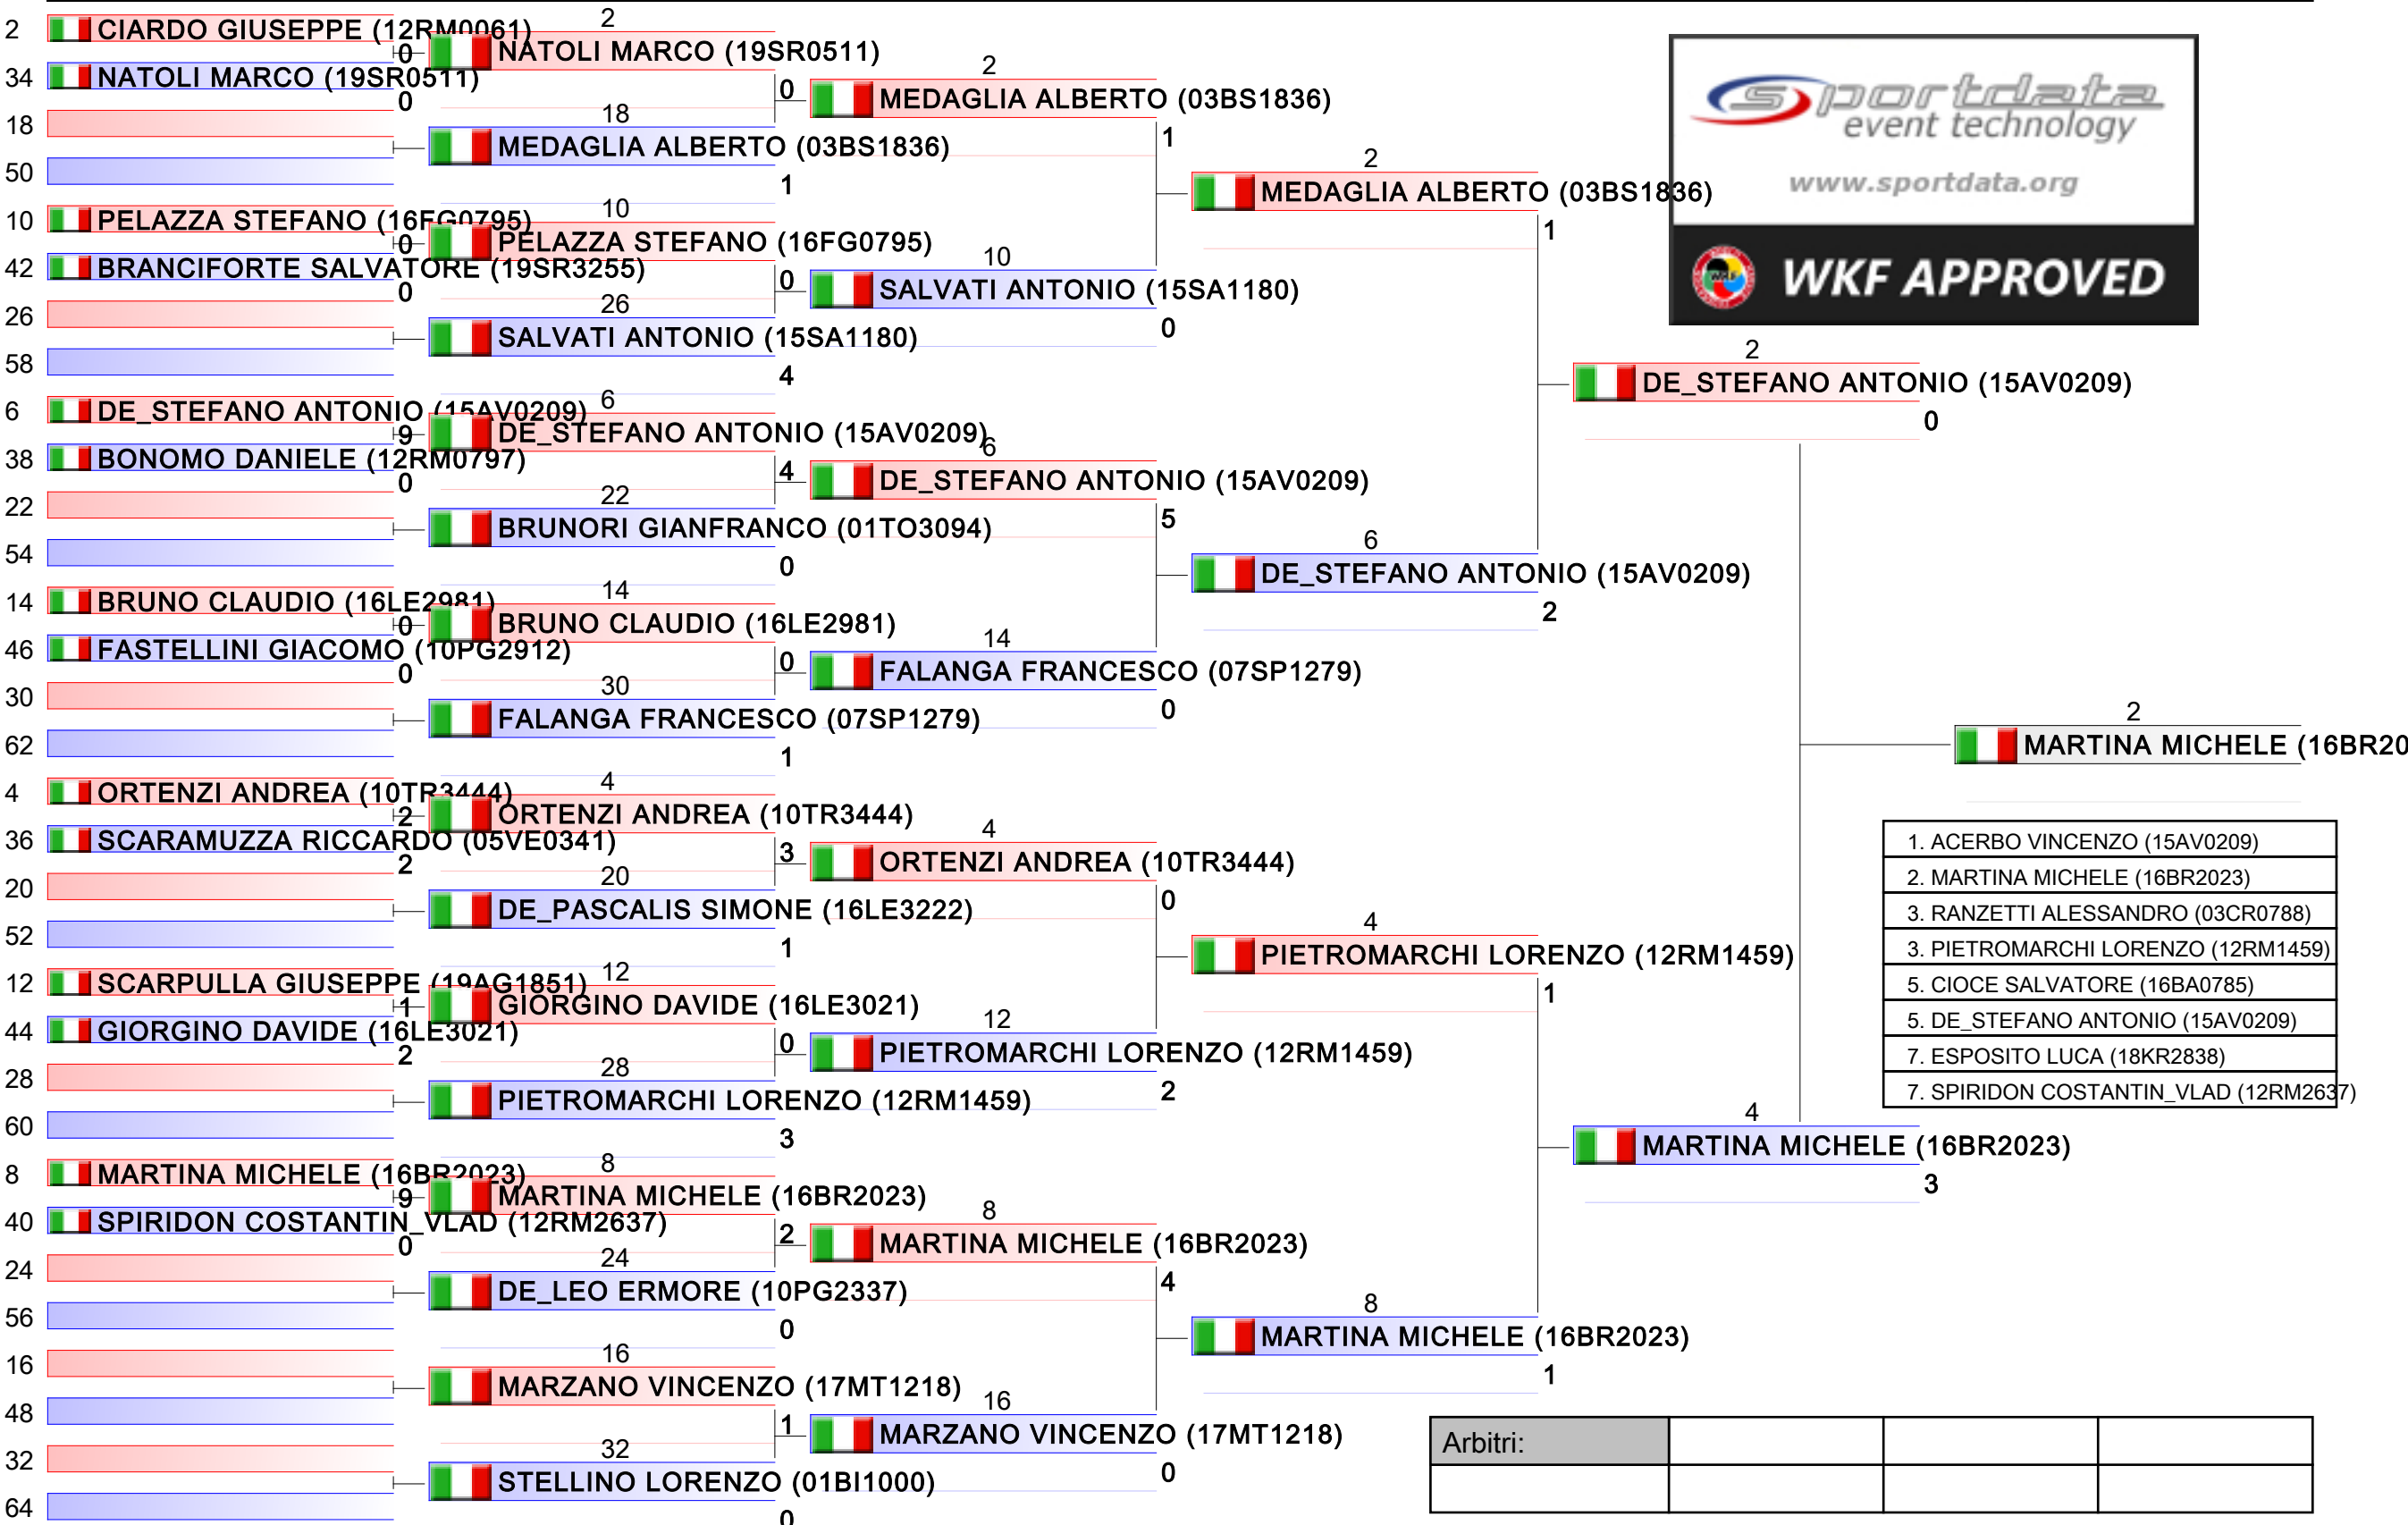 2 CIARDO GIUSEPPE (12RM0061)
0
34 NATOLI MARCO (19SR0511)
0
18
50
10 PELAZZA STEFANO (16FG0795)
0
42 BRANCIFORTE SALVATORE (19SR3255)
0
26
58
6 DE_STEFANO ANTONIO (15AV0209)
9
38 BONOMO DANIELE (12RM0797)
0
22
54
14 BRUNO CLAUDIO (16LE2981)
0
46 FASTELLINI GIACOMO (10PG2912)
0
30
62
4 ORTENZI ANDREA (10TR3444)
2
36 SCARAMUZZA RICCARDO (05VE0341)
2
20
52
12 SCARPULLA GIUSEPPE (19AG1851)
1
44 GIORGINO DAVIDE (16LE3021)
2
28
60
8 MARTINA MICHELE (16BR2023)
9
40 SPIRIDON COSTANTIN_VLAD (12RM2637)
0
24
56
16
48
32
64
2
NATOLI MARCO (19SR0511)
0
18
MEDAGLIA ALBERTO (03BS1836)
1
10
PELAZZA STEFANO (16FG0795)
0
26
SALVATI ANTONIO (15SA1180)
4
6
DE_STEFANO ANTONIO (15AV0209)
4
22
BRUNORI GIANFRANCO (01TO3094)
0
14
BRUNO CLAUDIO (16LE2981)
0
30
FALANGA FRANCESCO (07SP1279)
1
4
ORTENZI ANDREA (10TR3444)
3
20
DE_PASCALIS SIMONE (16LE3222)
1
12
GIORGINO DAVIDE (16LE3021)
0
28
PIETROMARCHI LORENZO (12RM1459)
3
8
MARTINA MICHELE (16BR2023)
2
24
DE_LEO ERMORE (10PG2337)
0
16
MARZANO VINCENZO (17MT1218)
1
32
STELLINO LORENZO (01BI1000)
0
2
MEDAGLIA ALBERTO (03BS1836)
1
10
SALVATI ANTONIO (15SA1180)
0
6
DE_STEFANO ANTONIO (15AV0209)
5
14
FALANGA FRANCESCO (07SP1279)
0
4
ORTENZI ANDREA (10TR3444)
0
12
PIETROMARCHI LORENZO (12RM1459)
2
8
MARTINA MICHELE (16BR2023)
4
16
MARZANO VINCENZO (17MT1218)
0
2
MEDAGLIA ALBERTO (03BS1836)
1
6
DE_STEFANO ANTONIO (15AV0209)
2
4
PIETROMARCHI LORENZO (12RM1459)
1
8
MARTINA MICHELE (16BR2023)
1
sportdata
event technology
www.sportdata.org
WKF APPROVED
2
DE_STEFANO ANTONIO (15AV0209)
0
4
MARTINA MICHELE (16BR2023)
3
2
MARTINA MICHELE (16BR20
1. ACERBO VINCENZO (15AV0209)
2. MARTINA MICHELE (16BR2023)
3. RANZETTI ALESSANDRO (03CR0788)
3. PIETROMARCHI LORENZO (12RM1459)
5. CIOCE SALVATORE (16BA0785)
5. DE_STEFANO ANTONIO (15AV0209)
7. ESPOSITO LUCA (18KR2838)
7. SPIRIDON COSTANTIN_VLAD (12RM2637)
Arbitri: